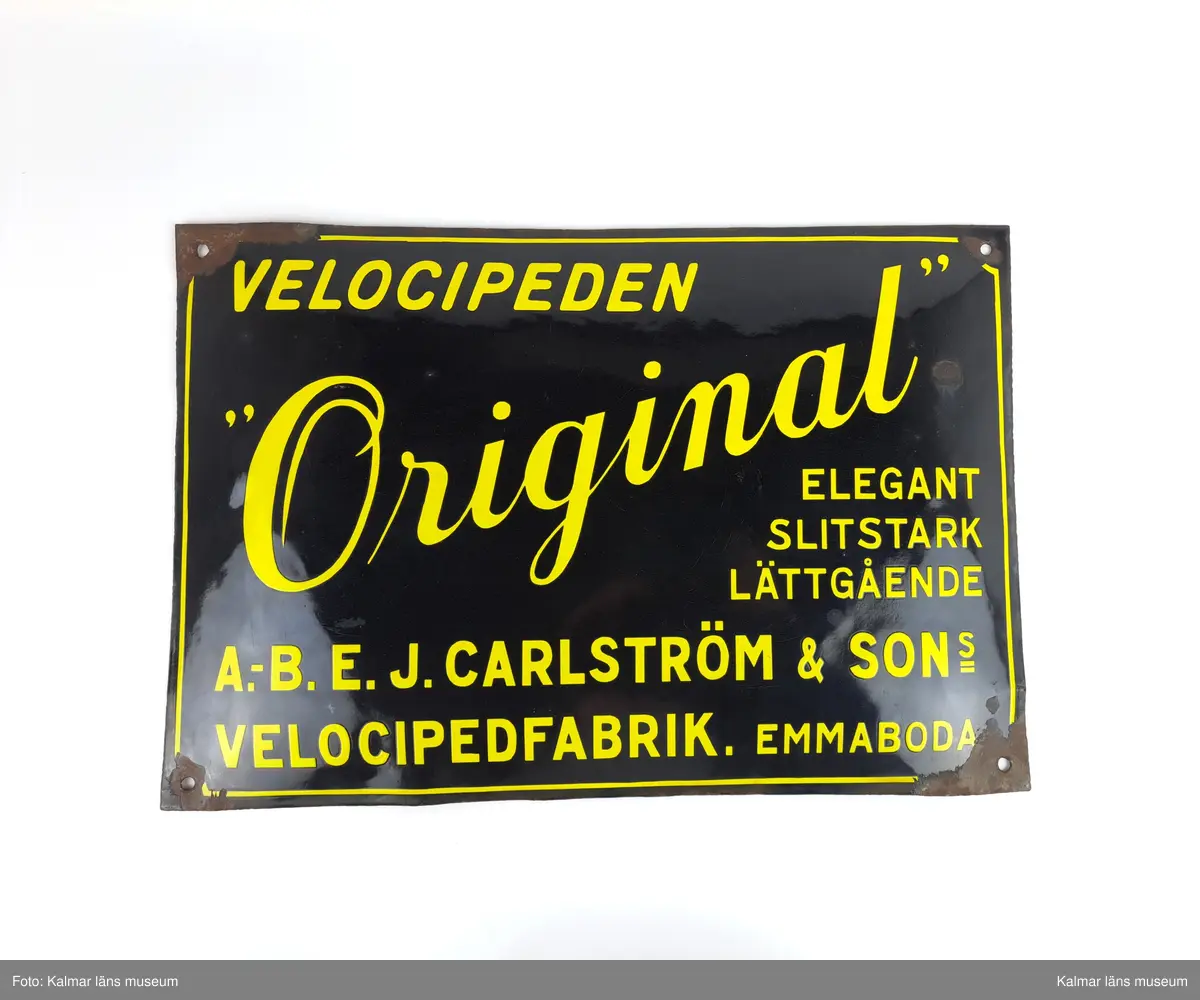 VELOCIPEDEN
”Original”
ELEGANT
SLITSTARK
LÄTTGÅENDE
A.-B. E. J. CARLSTRÖM & SONS
VELOCIPEDFABRIK. EMMABODA
Foto: Kalmar läns museum
Kalmar läns museum